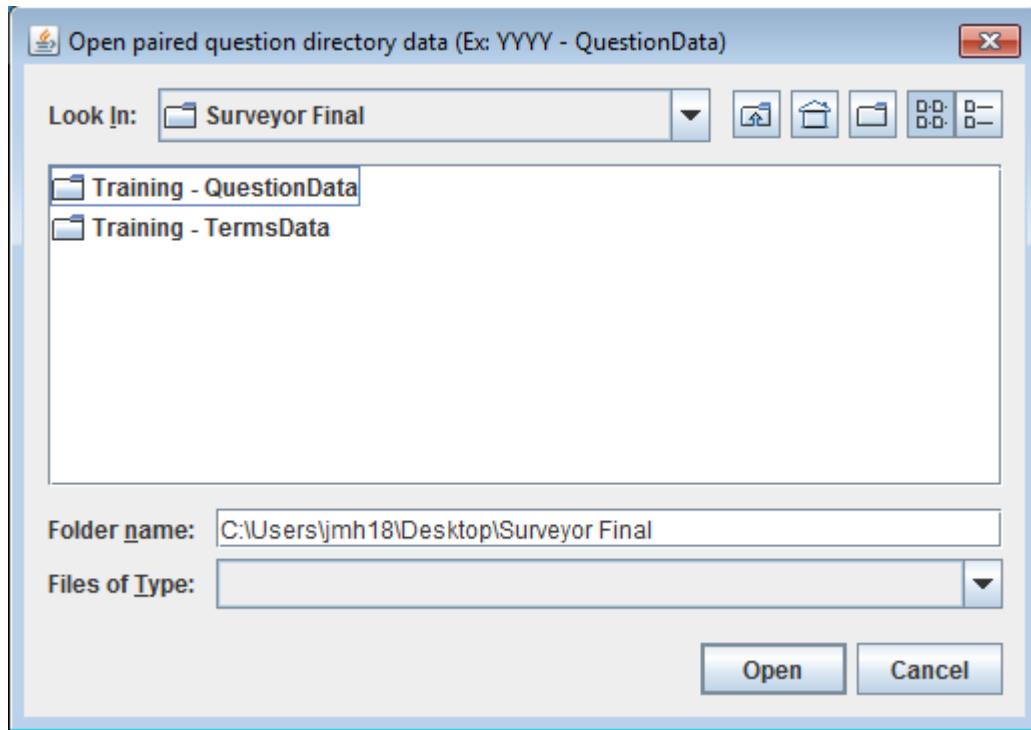 Open paired question directory data (Ex: YYYY - QuestionData)
Look In: Surveyor Final
Training - QuestionData
Training - TermsData
Folder name: C:\Users\jmh18\Desktop\Surveyor Final
Files of Type:
Open Cancel